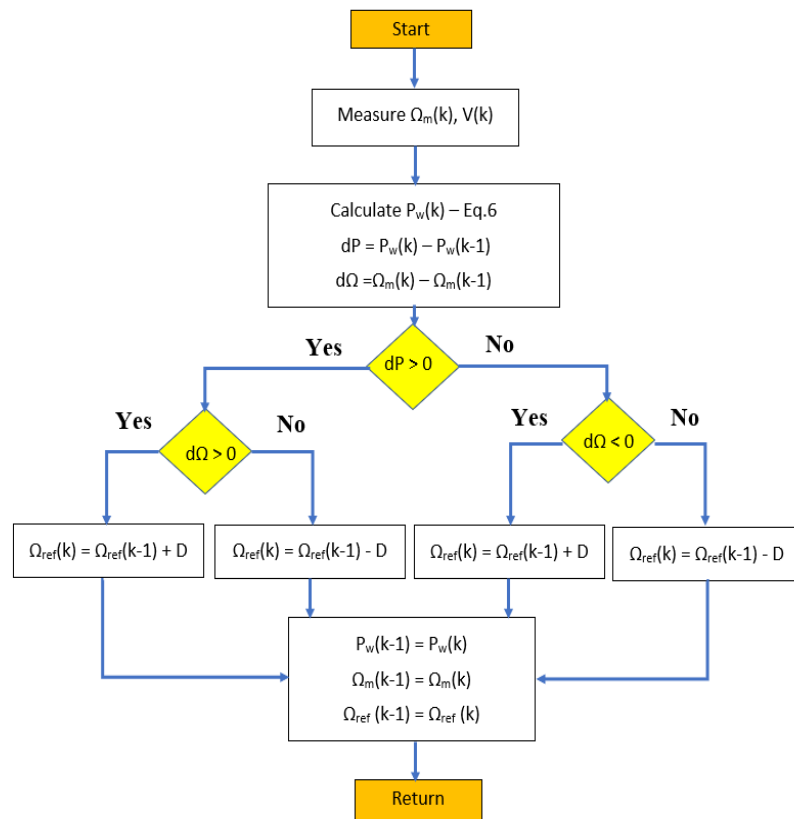 Start
Measure Ωm(k), V(k)
Calculate Pw(k) – Eq.6
dP = Pw(k) – Pw(k-1)
dΩ =Ωm(k) – Ωm(k-1)
Yes
No
dP > 0
Yes
No
Yes
No
dΩ > 0
dΩ < 0
Ωref(k) = Ωref(k-1) + D
Ωref(k) = Ωref(k-1) - D
Ωref(k) = Ωref(k-1) + D
Ωref(k) = Ωref(k-1) - D
Pw(k-1) = Pw(k)
Ωm(k-1) = Ωm(k)
Ωref (k-1) = Ωref (k)
Return